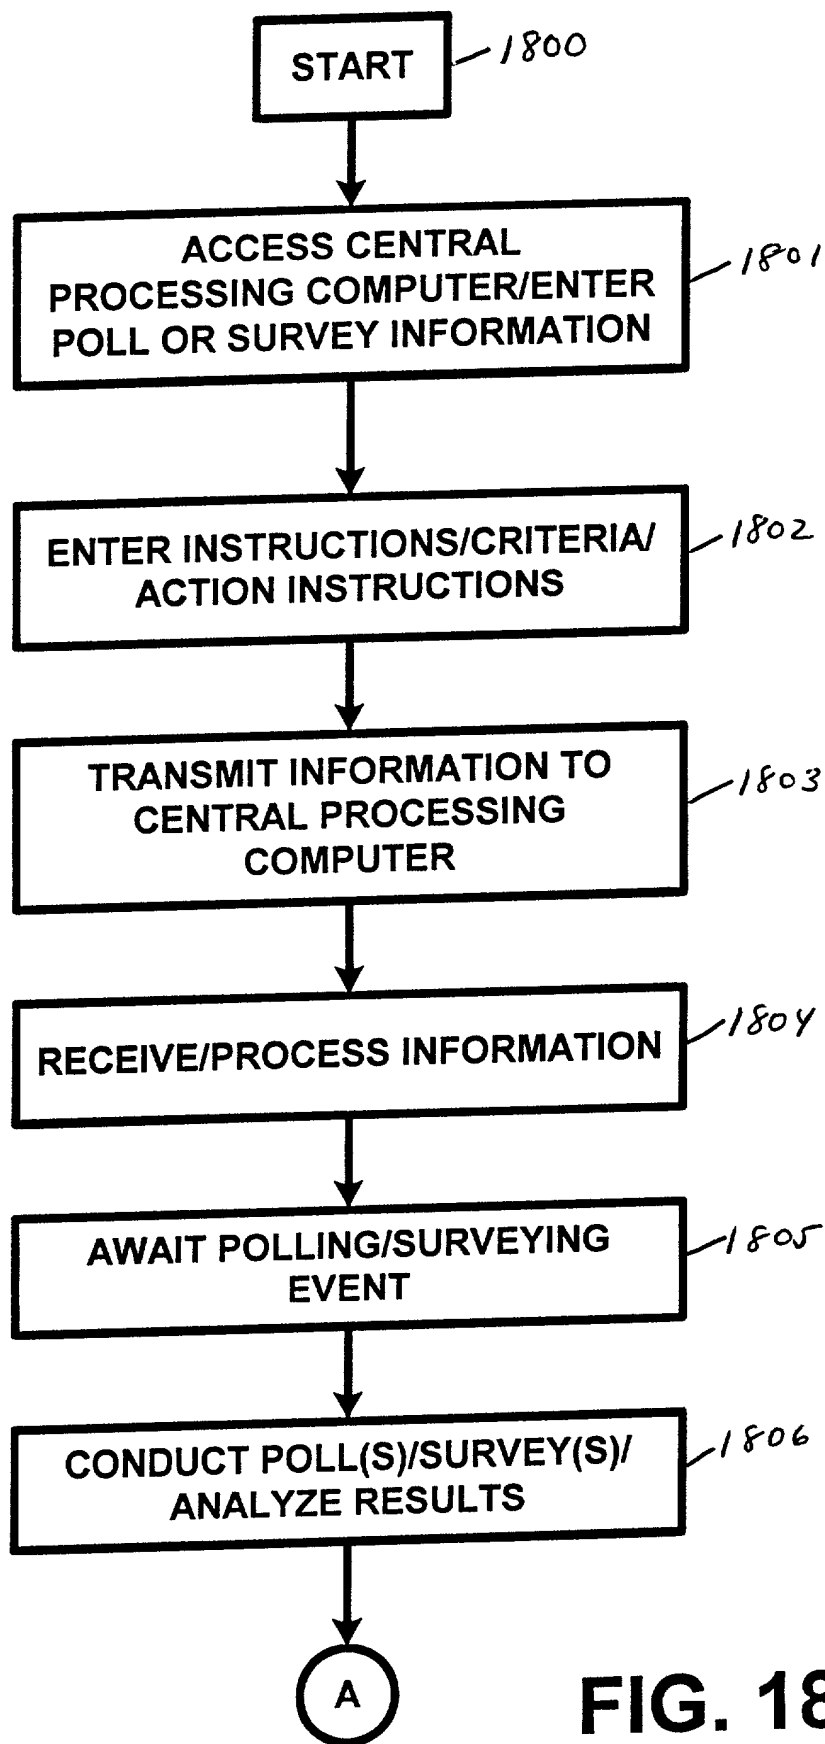 START
1800
ACCESS CENTRAL
PROCESSING COMPUTER/ENTER
POLL OR SURVEY INFORMATION
1801
ENTER INSTRUCTIONS/CRITERIA/
ACTION INSTRUCTIONS
1802
TRANSMIT INFORMATION TO
CENTRAL PROCESSING
COMPUTER
1803
RECEIVE/PROCESS INFORMATION
1804
AWAIT POLLING/SURVEYING
EVENT
1805
CONDUCT POLL(S)/SURVEY(S)/
ANALYZE RESULTS
1806
A
FIG. 18